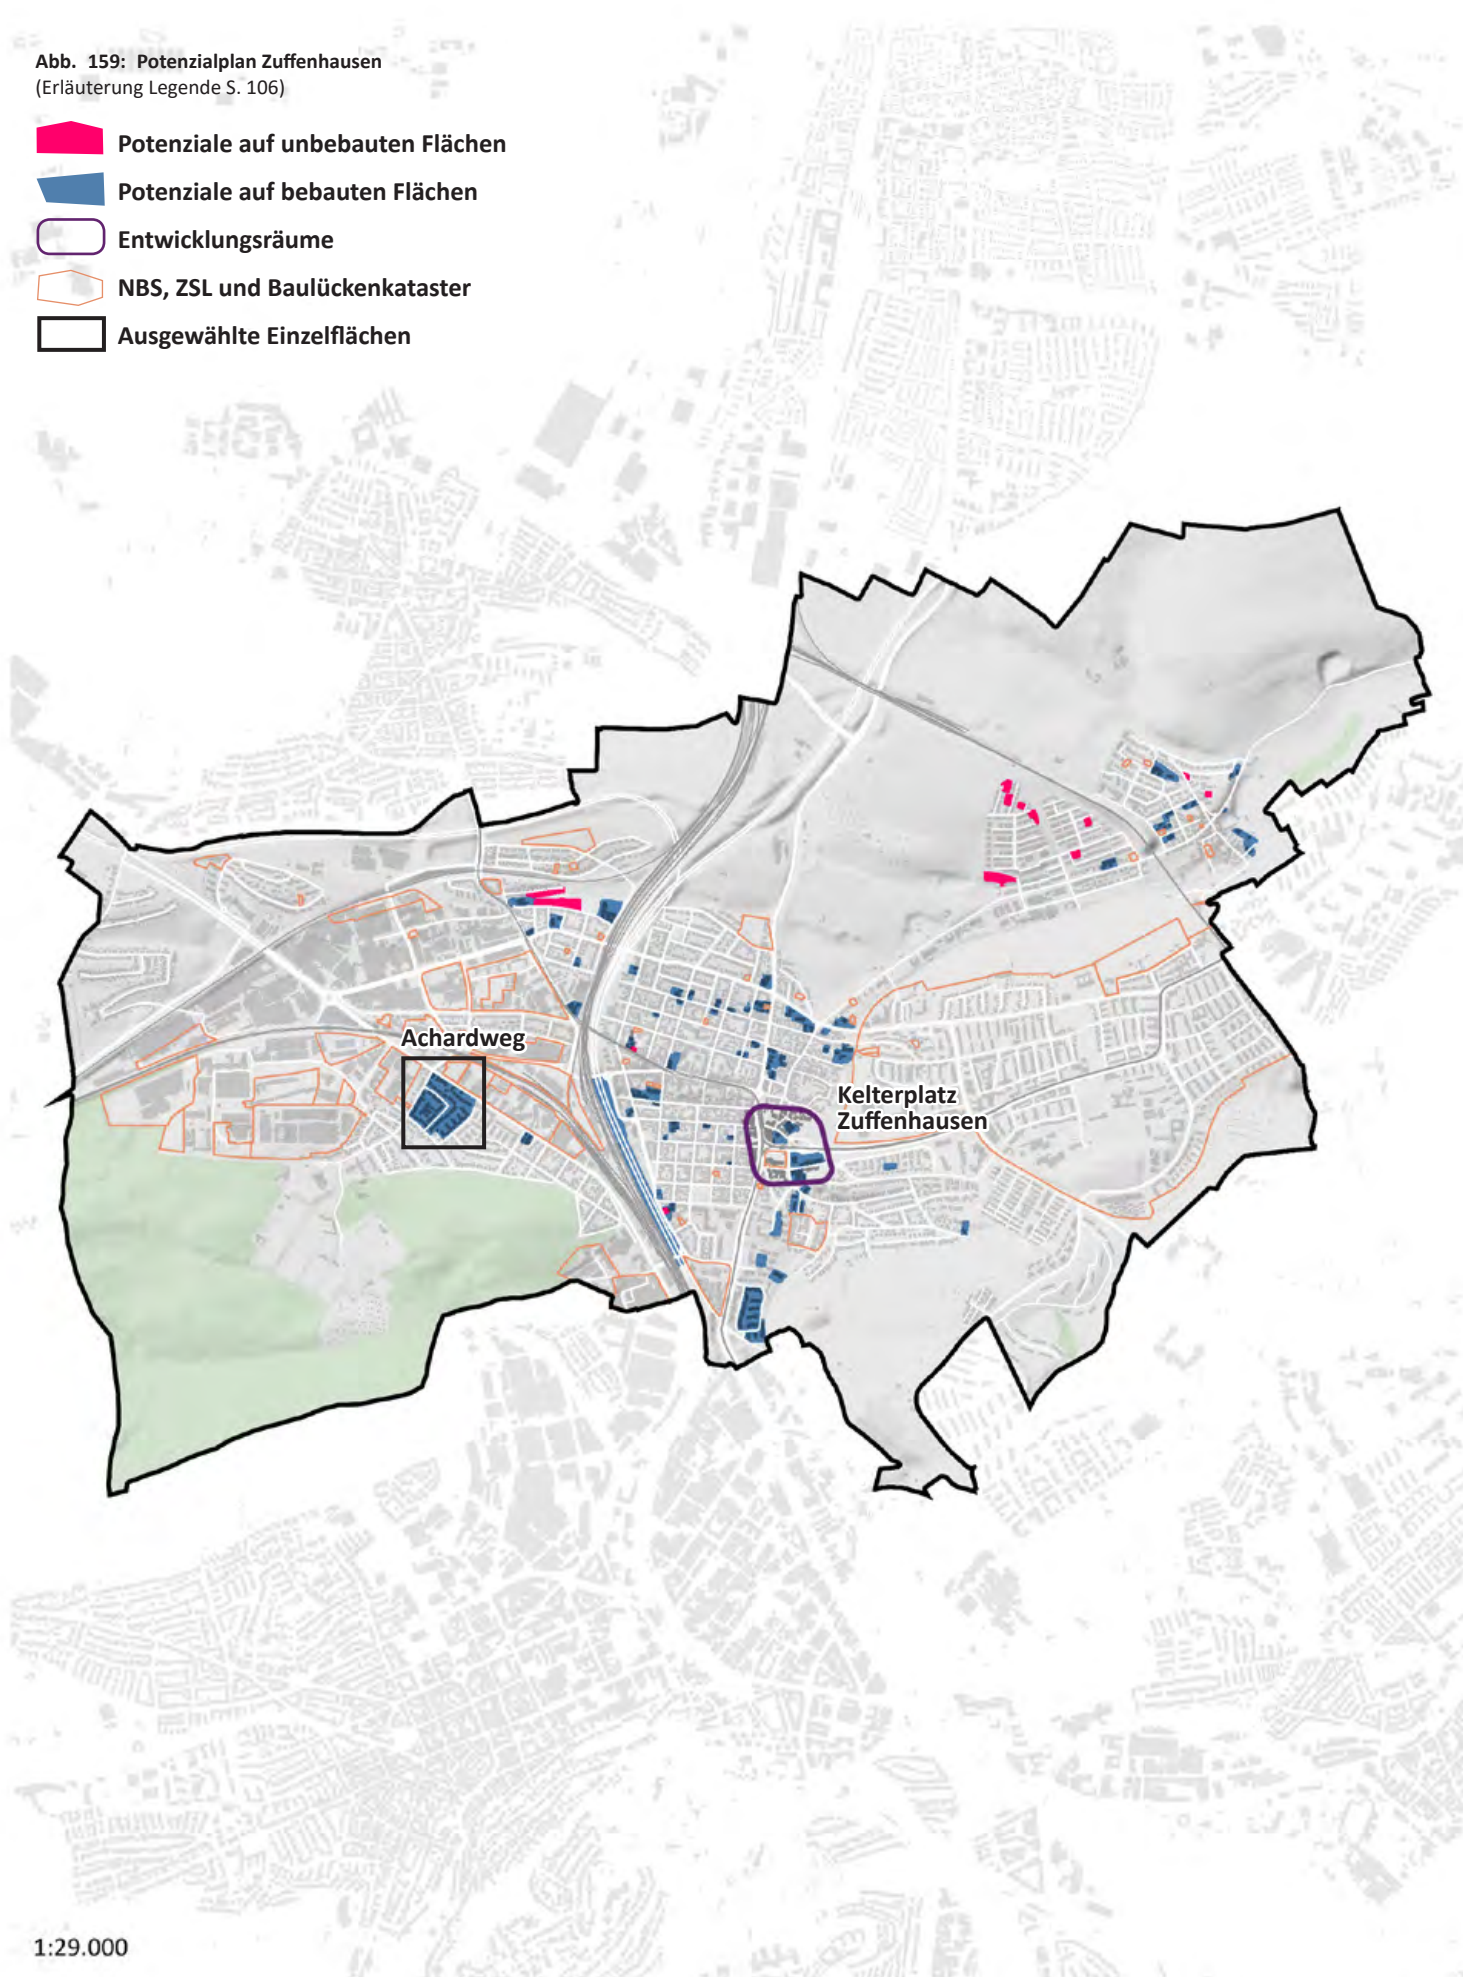 Abb. 159: Potenzialplan Zuffenhausen
(Erläuterung Legende S. 106)
Potenziale auf unbebauten Flächen
Potenziale auf bebauten Flächen
Entwicklungsräume
NBS, ZSL und Baulückenkataster
Ausgewählte Einzelflächen
Achardweg
Kelterplatz
Zuffenhausen
1:29.000